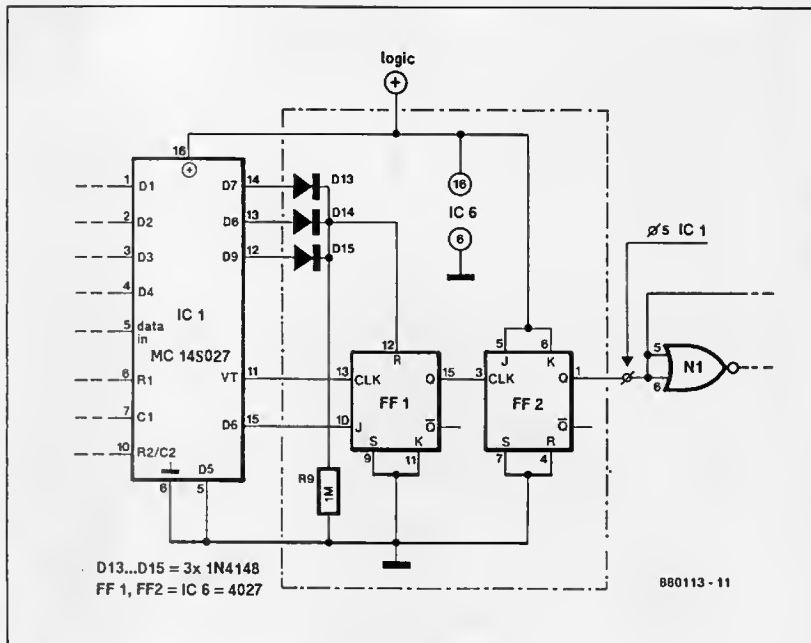 logic
+
16
+
1 D1 D7 14 D13
2 D2 D8 13 D14
3 D3 D9 12 D15
4 D4
5 data in
IC 1
MC 14S027
6 R1 VT 11
7 C1 D6 15
10 R2/C2
D5
6 5
16
IC 6
6
ø's IC 1
12
R
13 CLK Q 15
10 J Q̅
FF 1
S K
9 11
5 6
J K
3 CLK Q 1
FF 2
Q̅
S R
7 4
5
N1
6
R9
1M
D13...D15 = 3x 1N4148
FF 1, FF2 = IC 6 = 4027
880113 - 11